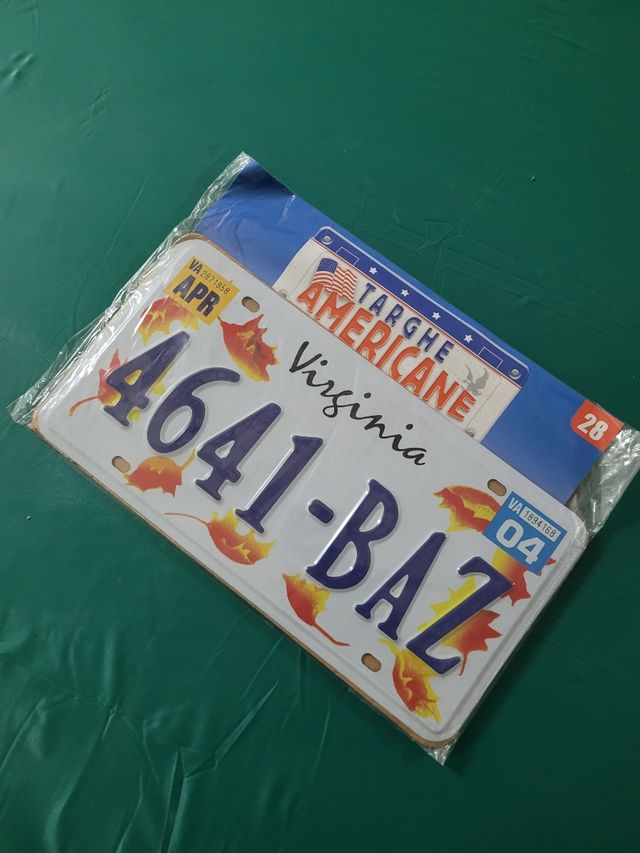 TARGHE
AMERICANE
28
VA 2871858
APR
Virginia
4641-BAZ
VA 1894168
04